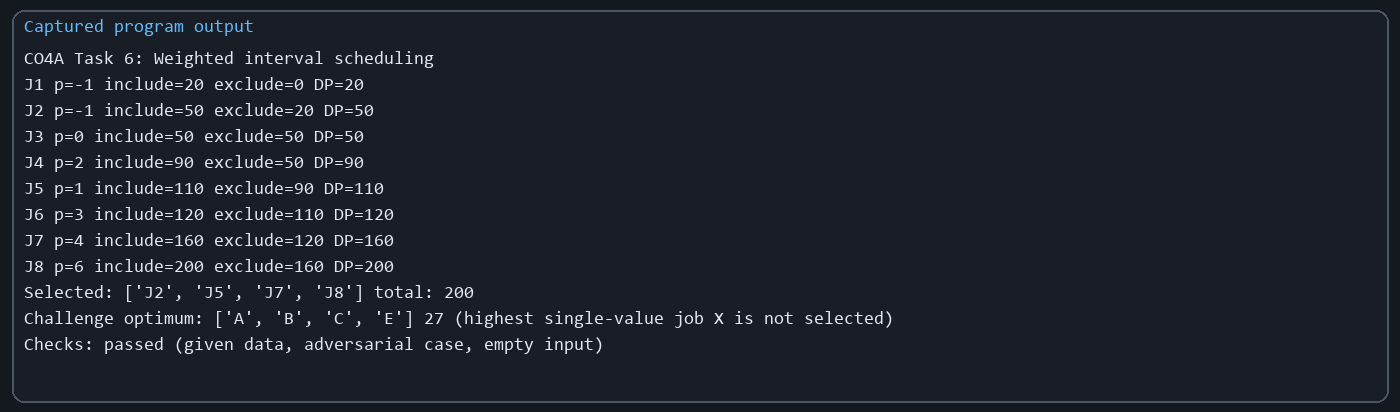 Captured program output
CO4A Task 6: Weighted interval scheduling
J1 p=-1 include=20 exclude=0 DP=20
J2 p=-1 include=50 exclude=20 DP=50
J3 p=0 include=50 exclude=50 DP=50
J4 p=2 include=90 exclude=50 DP=90
J5 p=1 include=110 exclude=90 DP=110
J6 p=3 include=120 exclude=110 DP=120
J7 p=4 include=160 exclude=120 DP=160
J8 p=6 include=200 exclude=160 DP=200
Selected: ['J2', 'J5', 'J7', 'J8'] total: 200
Challenge optimum: ['A', 'B', 'C', 'E'] 27 (highest single-value job X is not selected)
Checks: passed (given data, adversarial case, empty input)